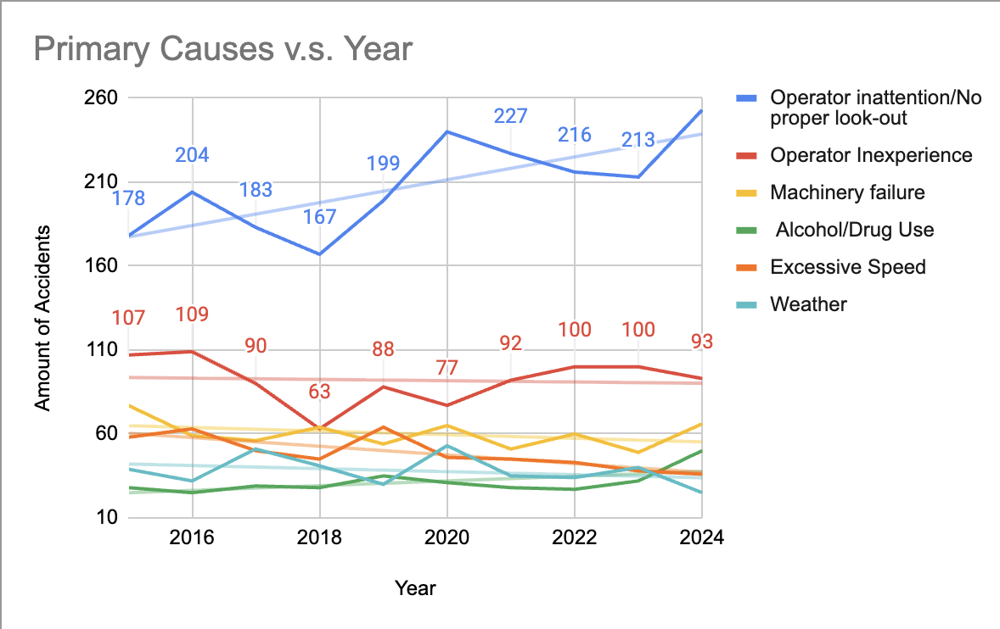 Primary Causes v.s. Year
260
210
160
110
60
10
Amount of Accidents
178
204
183
167
199
227
216
213
107
109
90
63
88
77
92
100
100
93
2016
2018
2020
2022
2024
Year
Operator inattention/No
proper look-out
Operator Inexperience
Machinery failure
Alcohol/Drug Use
Excessive Speed
Weather